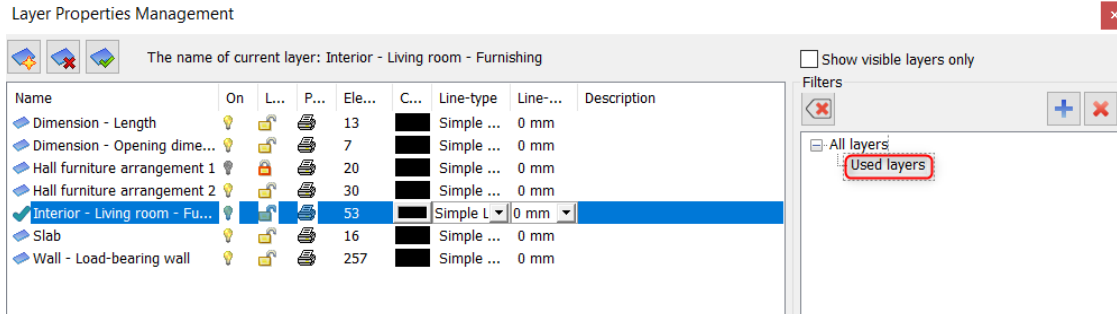 Layer Properties Management
The name of current layer: Interior - Living room - Furnishing
Show visible layers only
Filters
Name On L... P... Ele... C... Line-type Line-... Description
Dimension - Length 13 Simple ... 0 mm
Dimension - Opening dime... 7 Simple ... 0 mm
Hall furniture arrangement 1 20 Simple ... 0 mm
Hall furniture arrangement 2 30 Simple ... 0 mm
Interior - Living room - Fu... 53 Simple L 0 mm
Slab 16 Simple ... 0 mm
Wall - Load-bearing wall 257 Simple ... 0 mm
All layers
Used layers